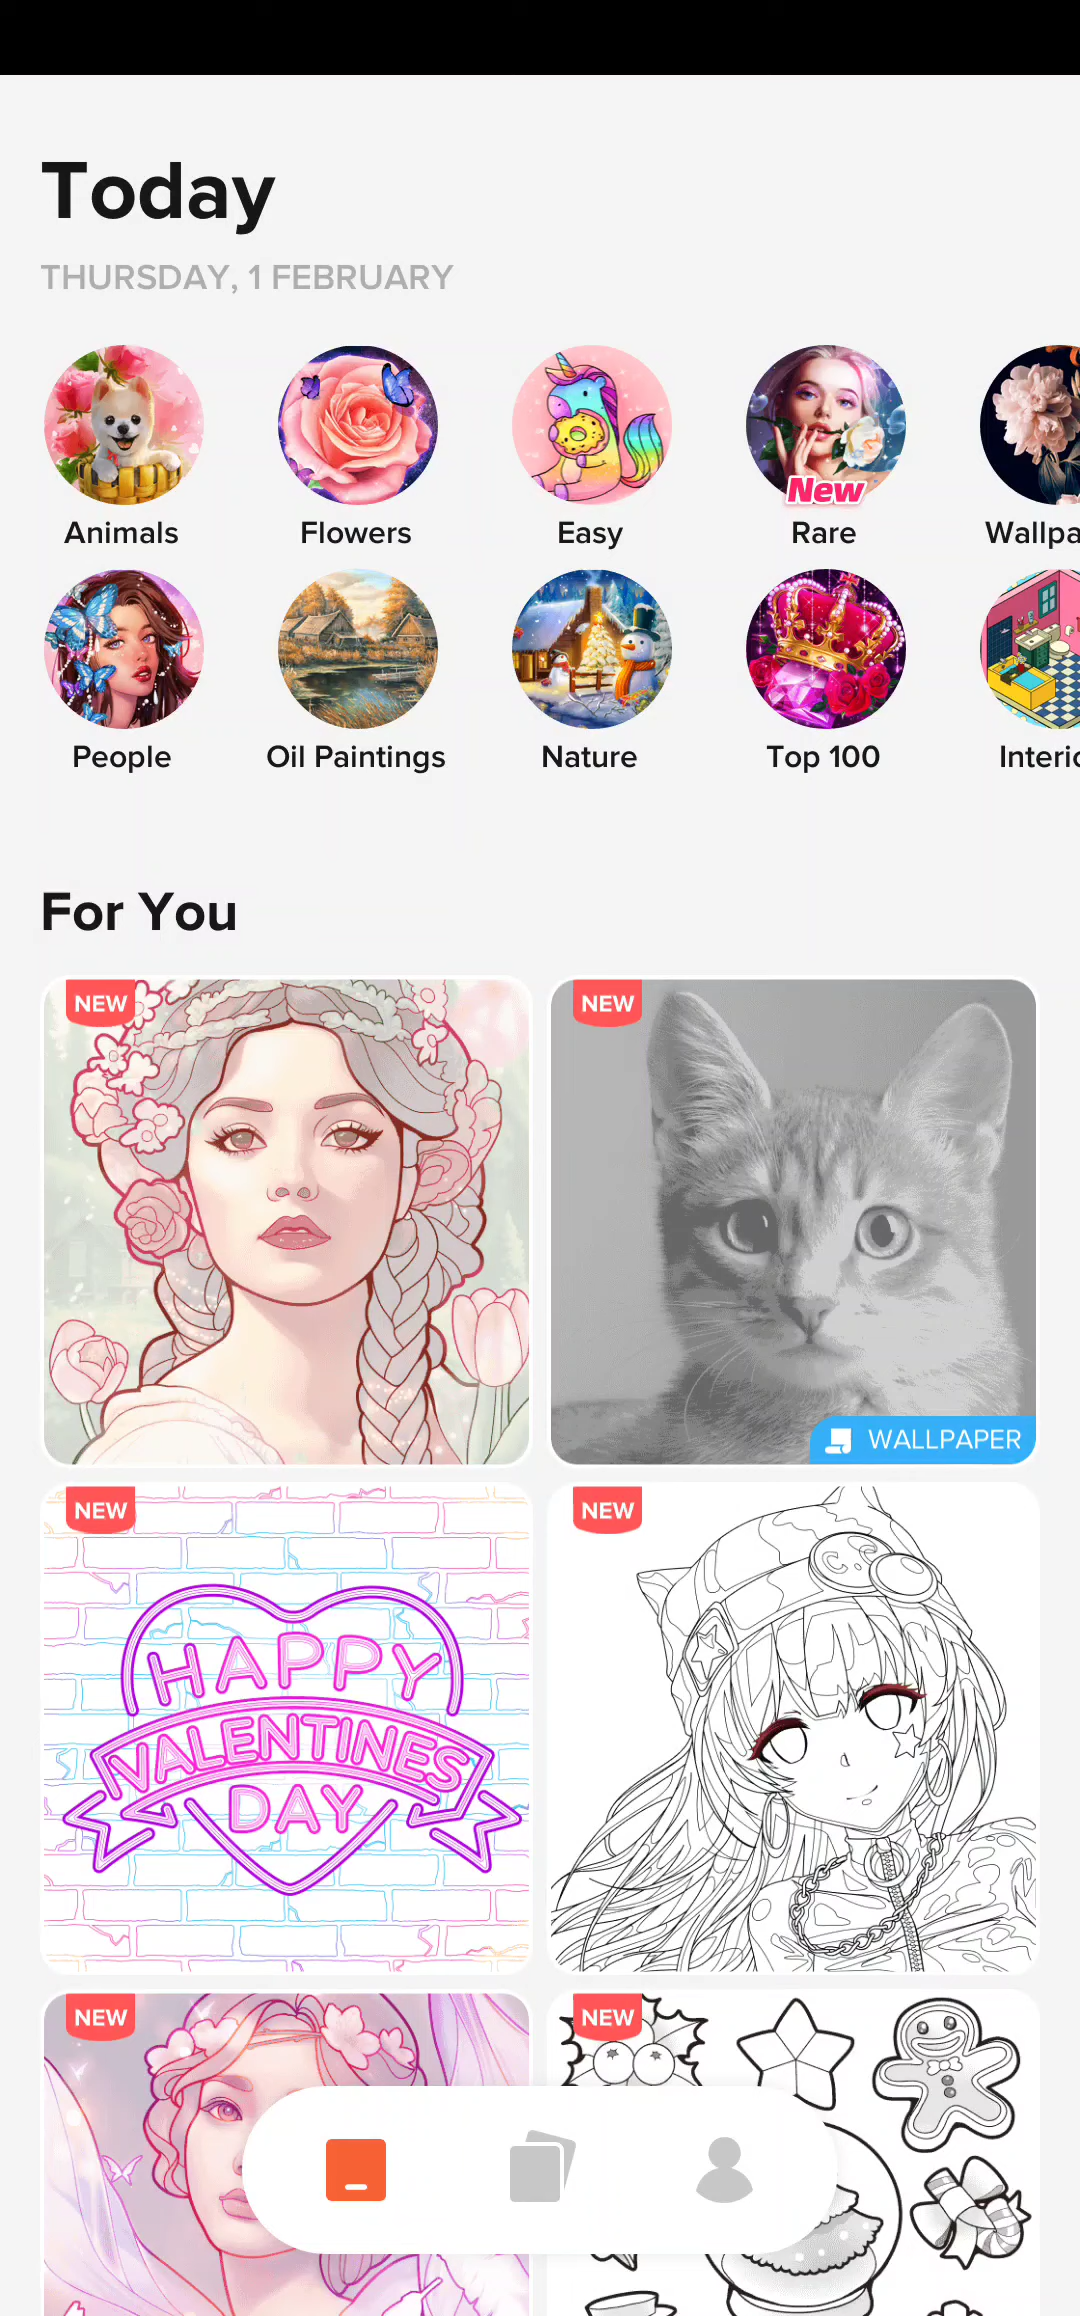 Today
THURSDAY, 1 FEBRUARY
Animals
Flowers
Easy
New
Rare
Wallpa
People
Oil Paintings
Nature
Top 100
Interic
For You
NEW
NEW
WALLPAPER
NEW
HAPPY
VALENTINES
DAY
NEW
C.C
NEW
NEW